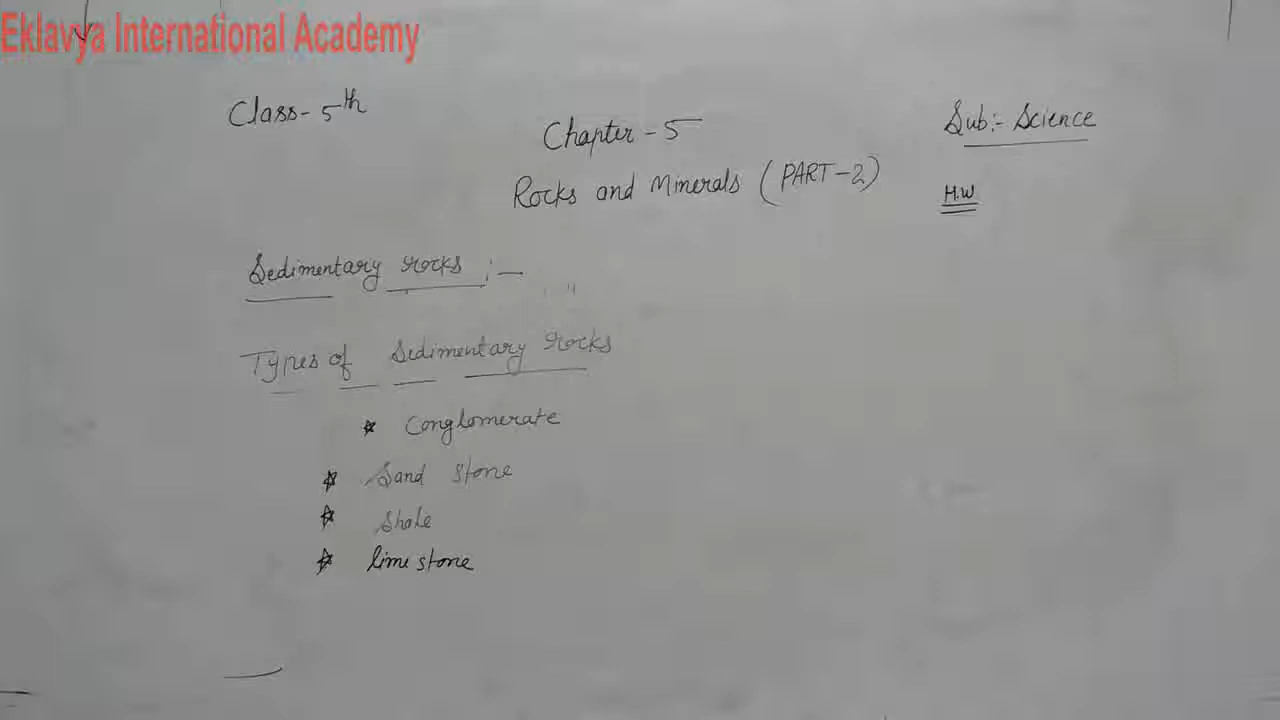 Eklavya International Academy
Class- 5th
Chapter - 5
Sub:- Science
Rocks and Minerals (PART-2)
H.W
Sedimentary rocks :-
Types of Sedimentary rocks
* Conglomerate
* Sand stone
* Shale
* lime stone